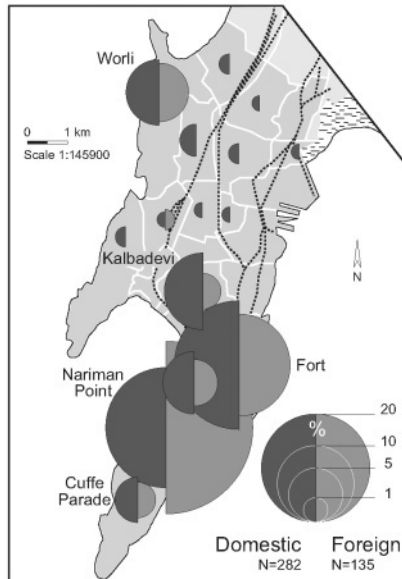 Worli
0 1 km
Scale 1:145900
Kalbadevi
N
Nariman
Point
Fort
Cuffe
Parade
%
20
10
5
1
Domestic Foreign
N=282 N=135